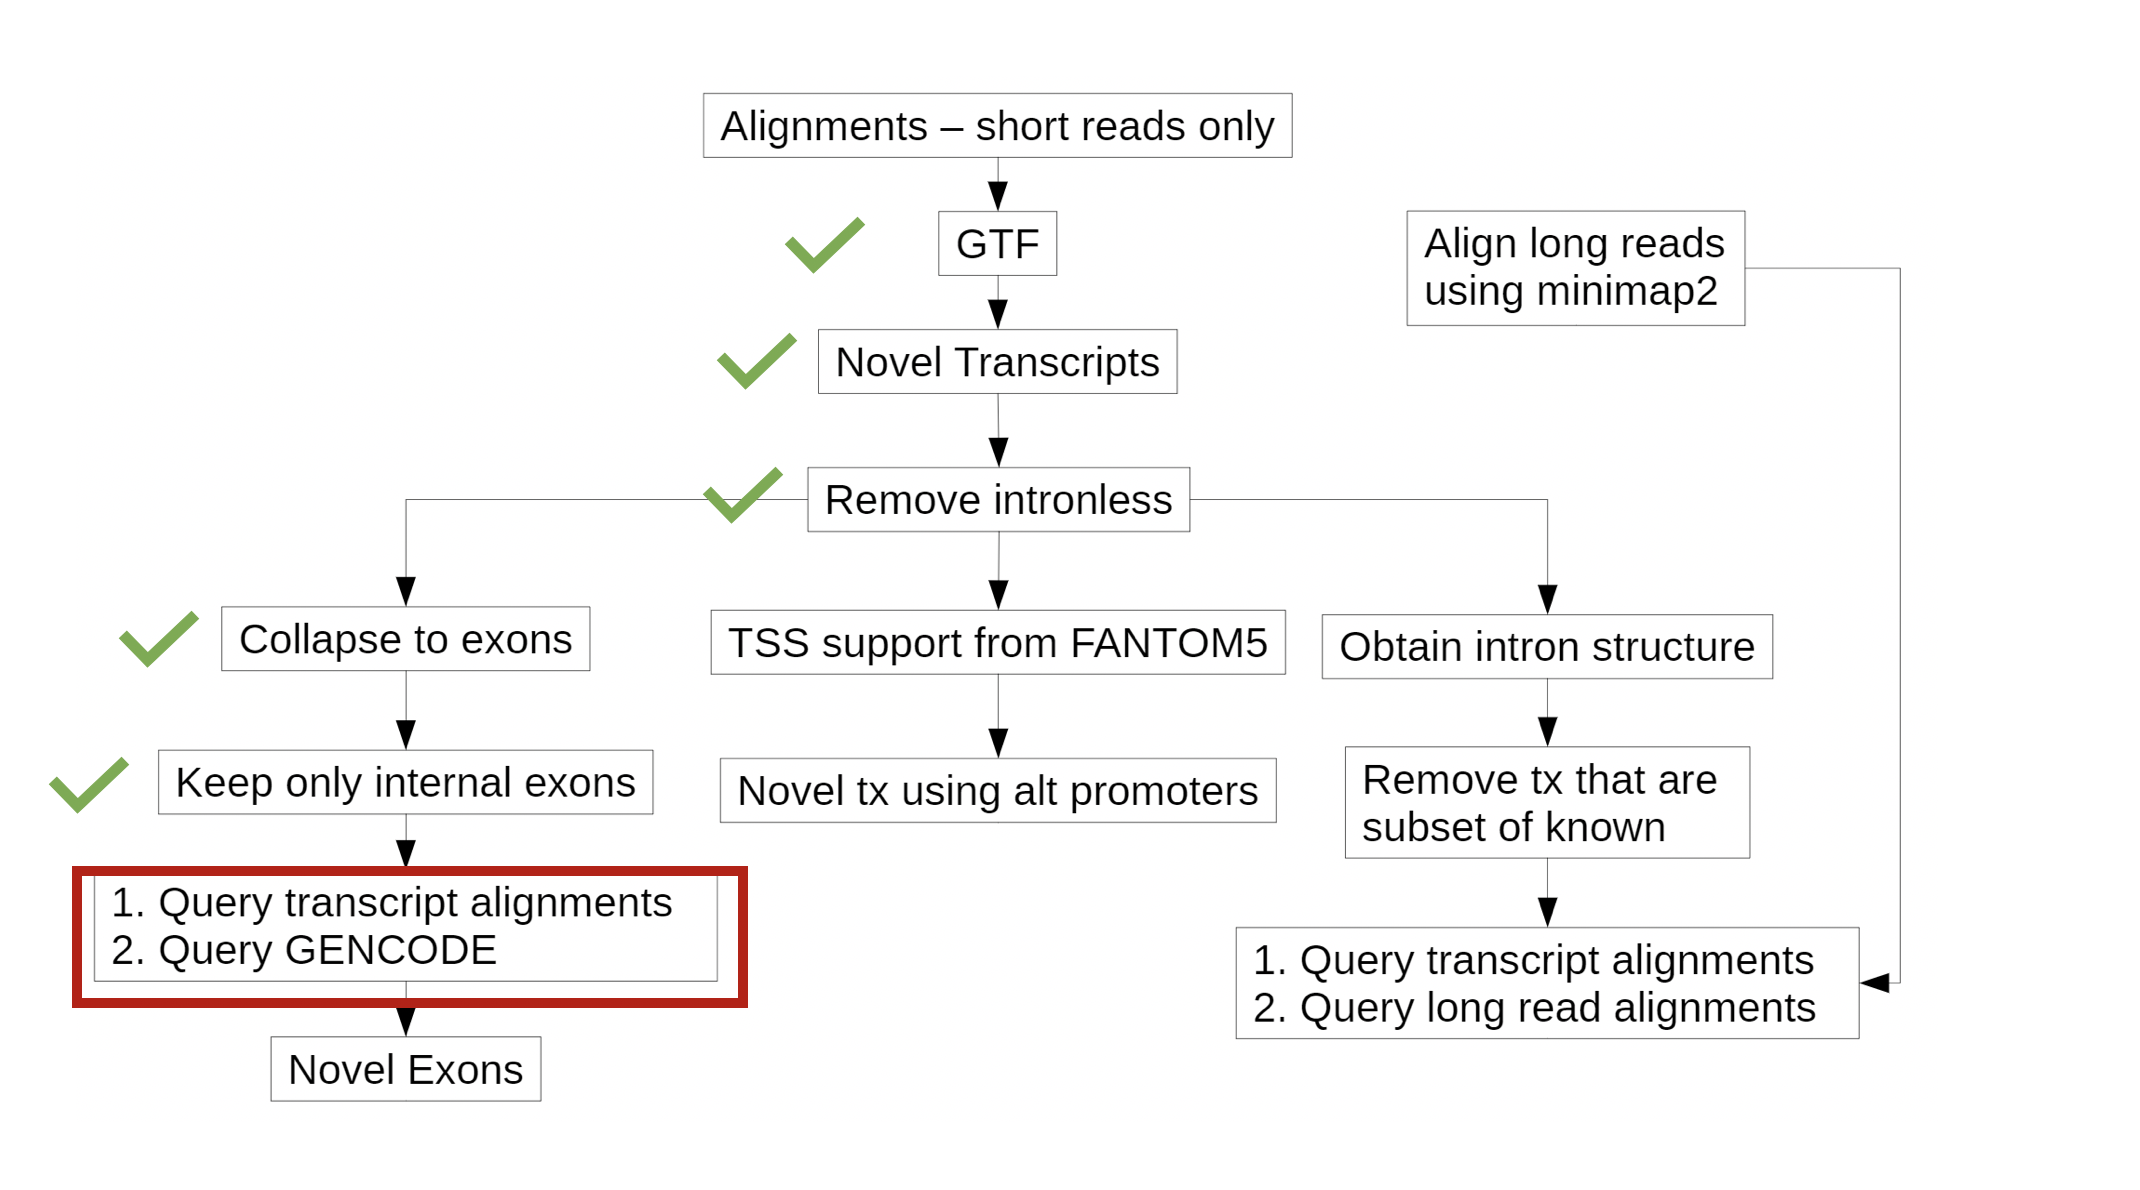 Alignments – short reads only
GTF
Align long reads
using minimap2
Novel Transcripts
Remove intronless
Collapse to exons
TSS support from FANTOM5
Obtain intron structure
Keep only internal exons
Novel tx using alt promoters
Remove tx that are
subset of known
1. Query transcript alignments
2. Query GENCODE
1. Query transcript alignments
2. Query long read alignments
Novel Exons